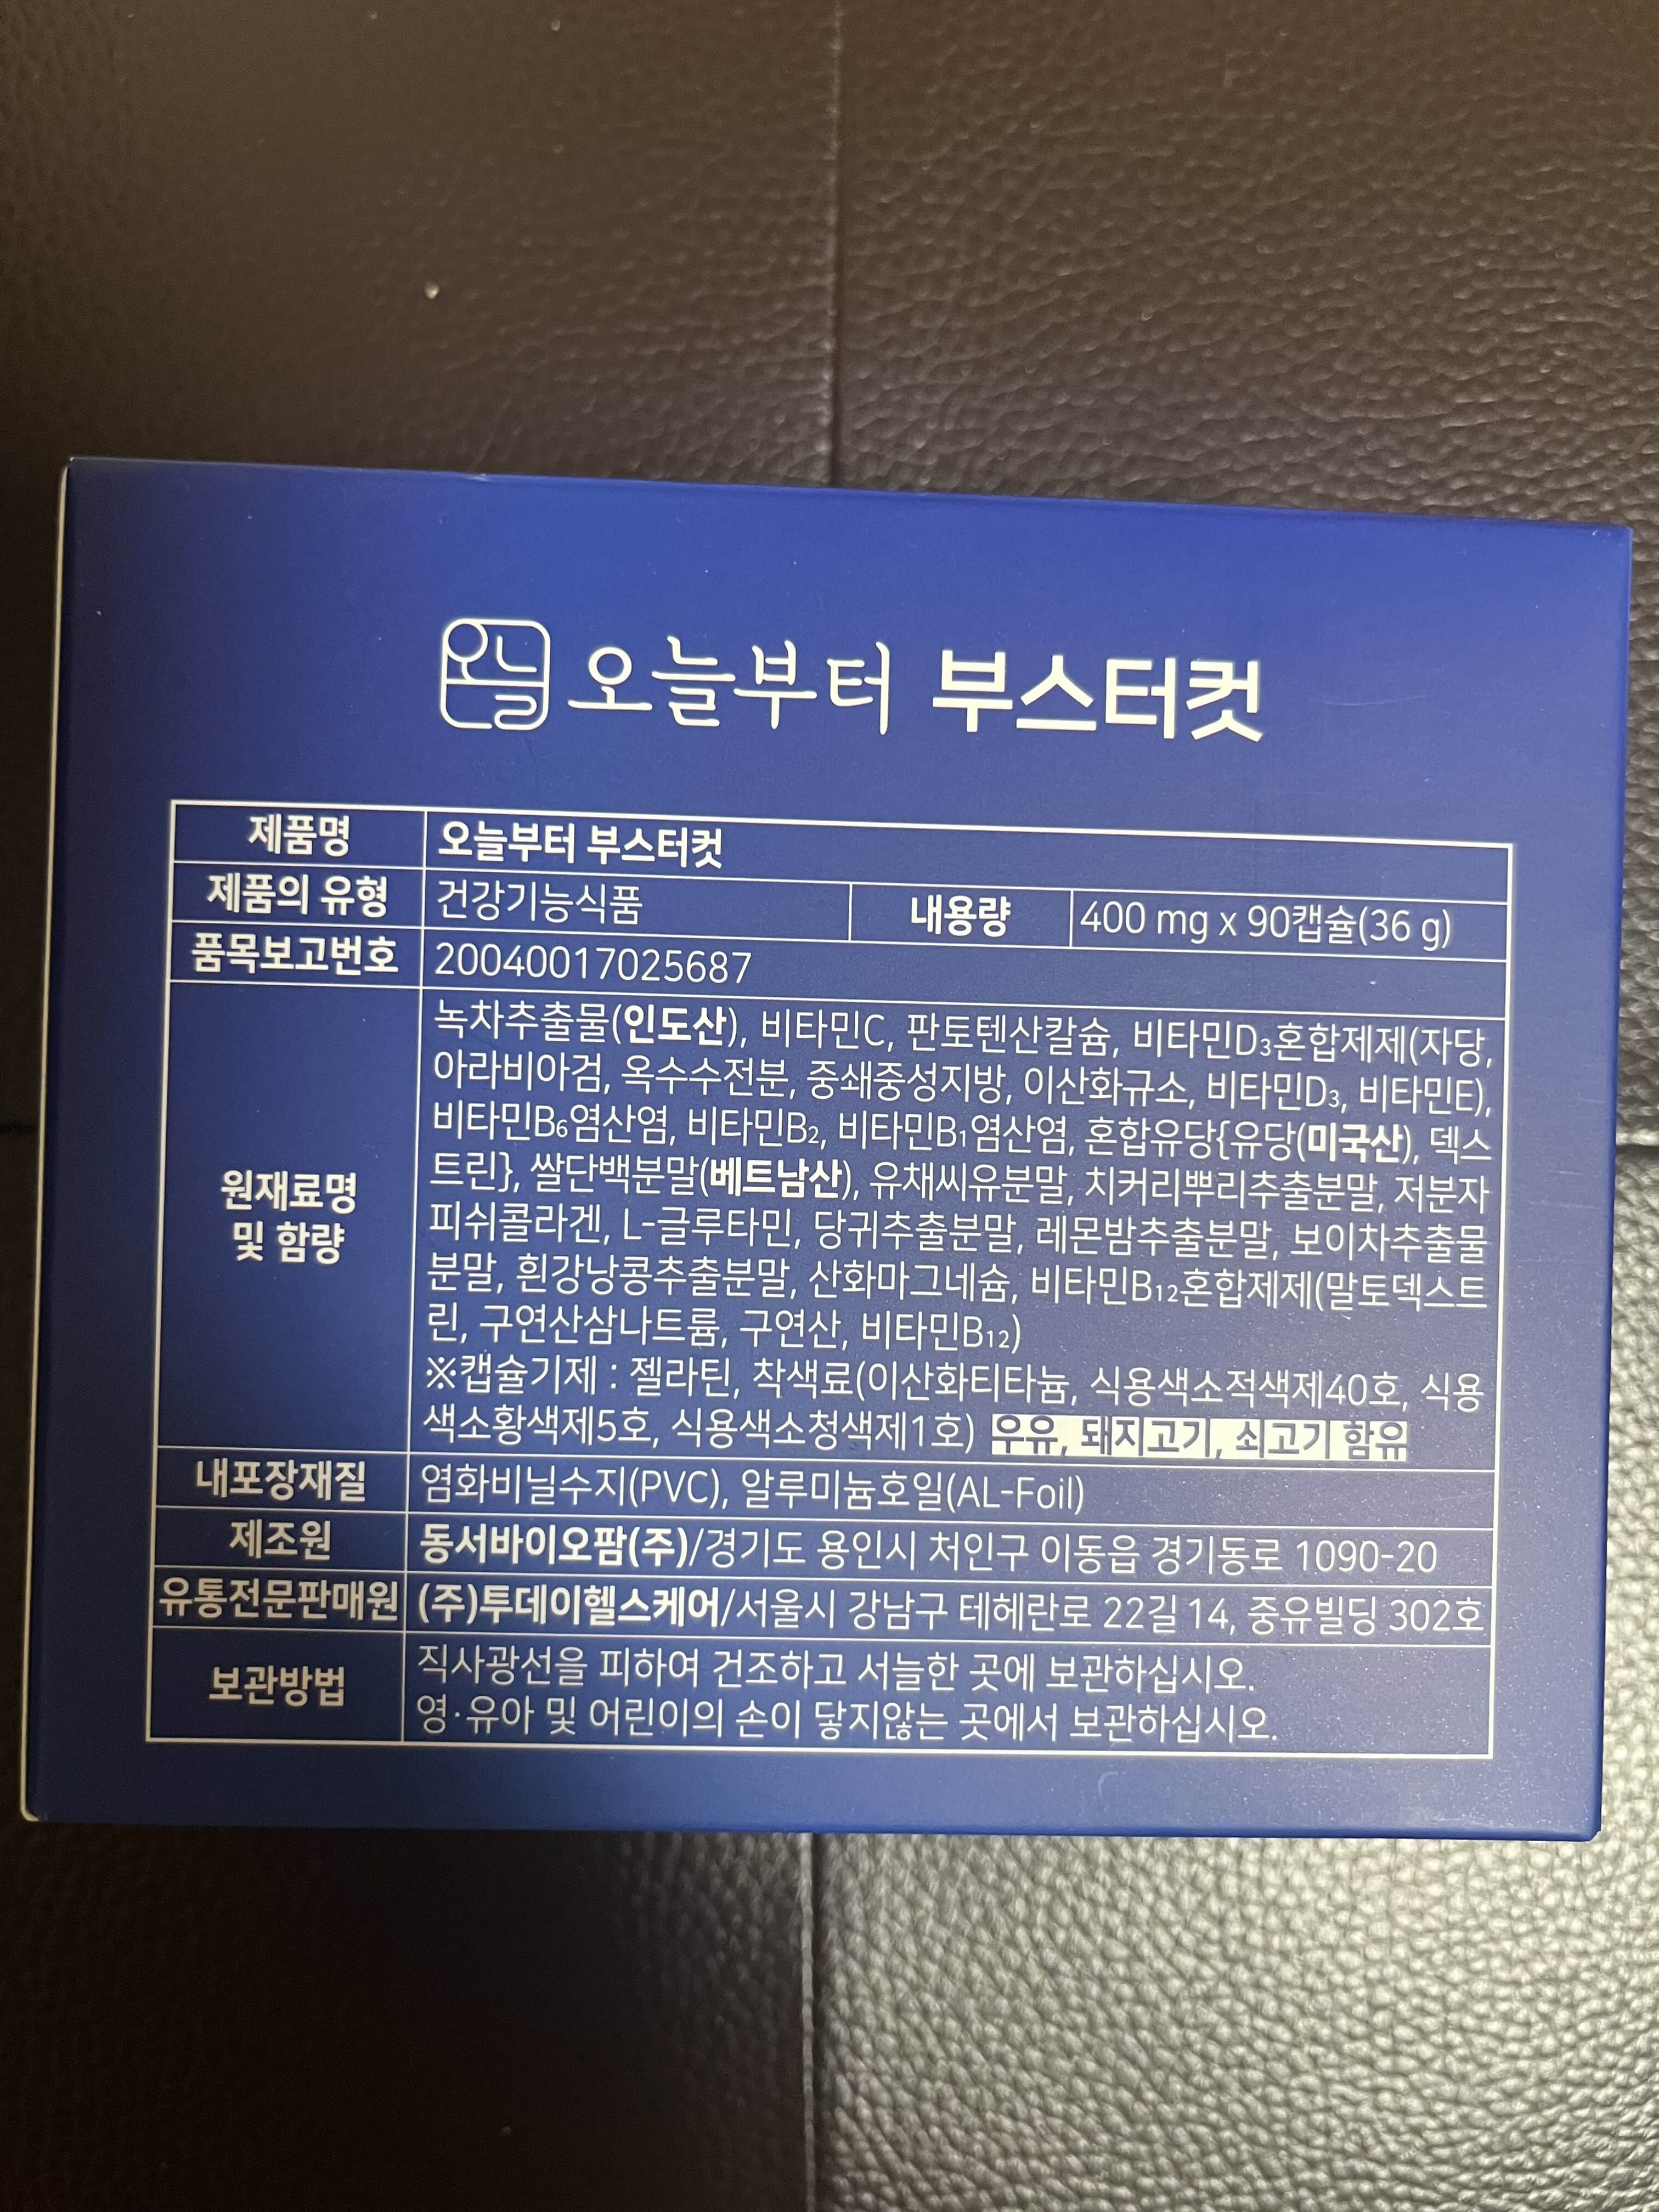 오늘 오늘부터 부스터컷
제품명 오늘부터 부스터컷
제품의 유형 건강기능식품 내용량 400 mg x 90캡슐(36 g)
품목보고번호 20040017025687
원재료명
및 함량
녹차추출물(인도산), 비타민C, 판토텐산칼슘, 비타민D₃혼합제제(자당,
아라비아검, 옥수수전분, 중쇄중성지방, 이산화규소, 비타민D₃, 비타민E),
비타민B₆염산염, 비타민B₂, 비타민B₁염산염, 혼합유당{유당(미국산), 덱스
트린}, 쌀단백분말(베트남산), 유채씨유분말, 치커리뿌리추출분말, 저분자
피쉬콜라겐, L-글루타민, 당귀추출분말, 레몬밤추출분말, 보이차추출물
분말, 흰강낭콩추출분말, 산화마그네슘, 비타민B₁₂혼합제제(말토덱스트
린, 구연산삼나트륨, 구연산, 비타민B₁₂)
※캡슐기제 : 젤라틴, 착색료(이산화티타늄, 식용색소적색제40호, 식용
색소황색제5호, 식용색소청색제1호) 우유, 돼지고기, 쇠고기 함유
내포장재질 염화비닐수지(PVC), 알루미늄호일(AL-Foil)
제조원 동서바이오팜(주)/경기도 용인시 처인구 이동읍 경기동로 1090-20
유통전문판매원 (주)투데이헬스케어/서울시 강남구 테헤란로 22길 14, 중유빌딩 302호
보관방법
직사광선을 피하여 건조하고 서늘한 곳에 보관하십시오.
영·유아 및 어린이의 손이 닿지않는 곳에서 보관하십시오.